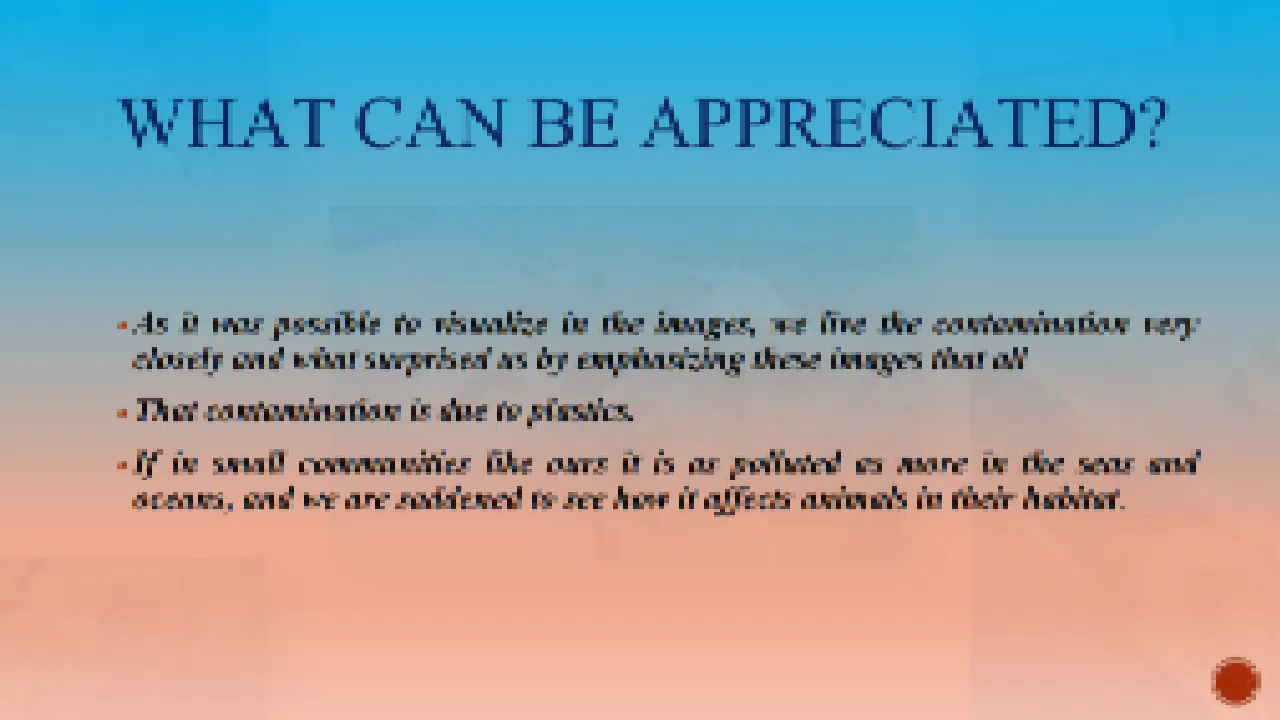 WHAT CAN BE APPRECIATED?
As it was possible to visualize in the images, we live the contamination very
closely and what surprised us by emphasizing these images that all
That contamination is due to plastics.
If in small communities like ours it is as polluted as more in the seas and
oceans, and we are saddened to see how it affects animals in their habitat.